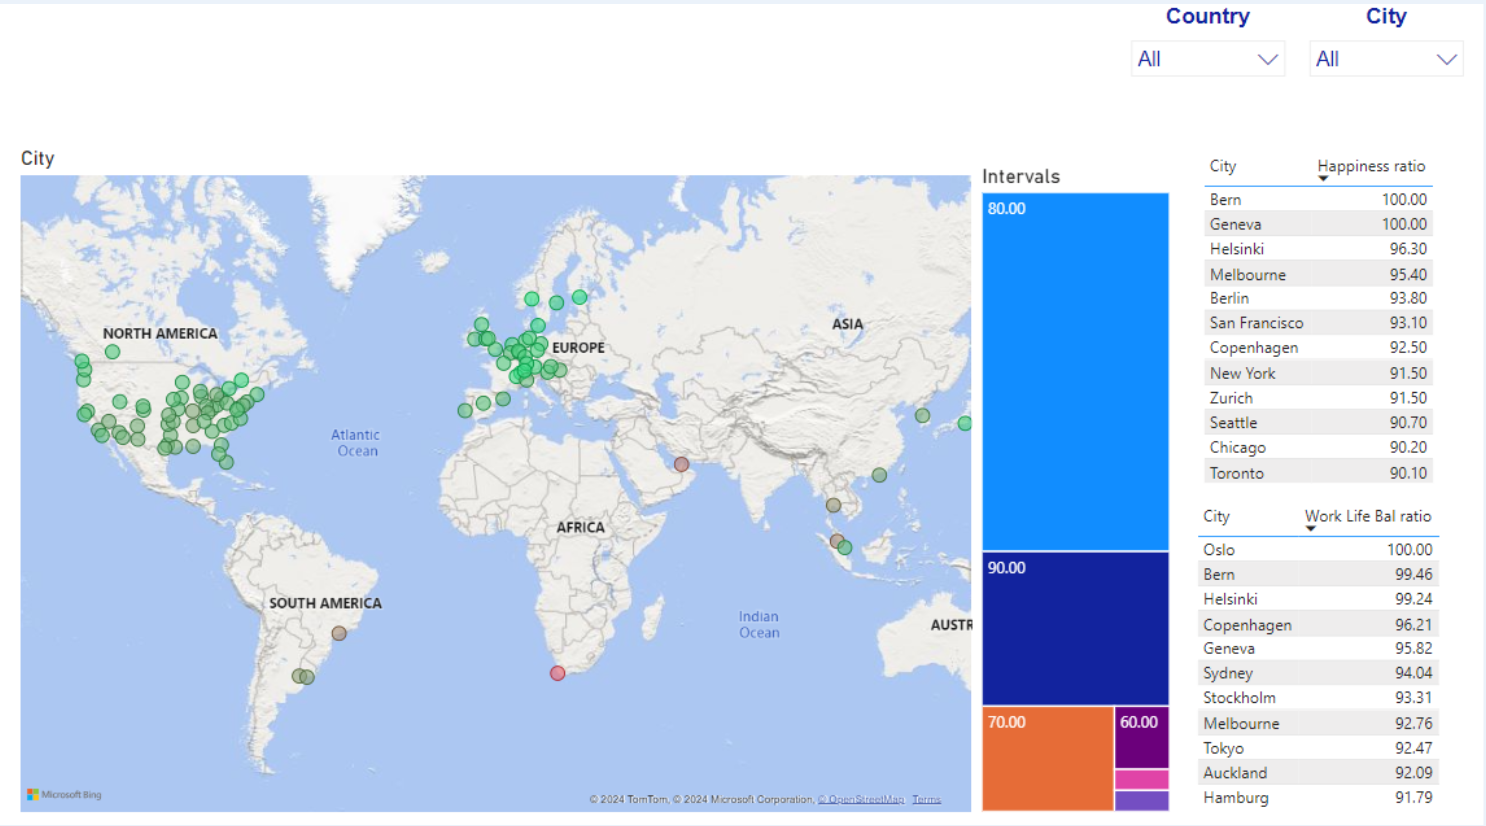 Country
City
All
All
City
NORTH AMERICA
EUROPE
ASIA
Atlantic
Ocean
AFRICA
SOUTH AMERICA
Indian
Ocean
AUSTR
Microsoft Bing
© 2024 TomTom, © 2024 Microsoft Corporation, © OpenStreetMap Terms
Intervals
80.00
90.00
70.00
60.00
City Happiness ratio
Bern 100.00
Geneva 100.00
Helsinki 96.30
Melbourne 95.40
Berlin 93.80
San Francisco 93.10
Copenhagen 92.50
New York 91.50
Zurich 91.50
Seattle 90.70
Chicago 90.20
Toronto 90.10
City Work Life Bal ratio
Oslo 100.00
Bern 99.46
Helsinki 99.24
Copenhagen 96.21
Geneva 95.82
Sydney 94.04
Stockholm 93.31
Melbourne 92.76
Tokyo 92.47
Auckland 92.09
Hamburg 91.79